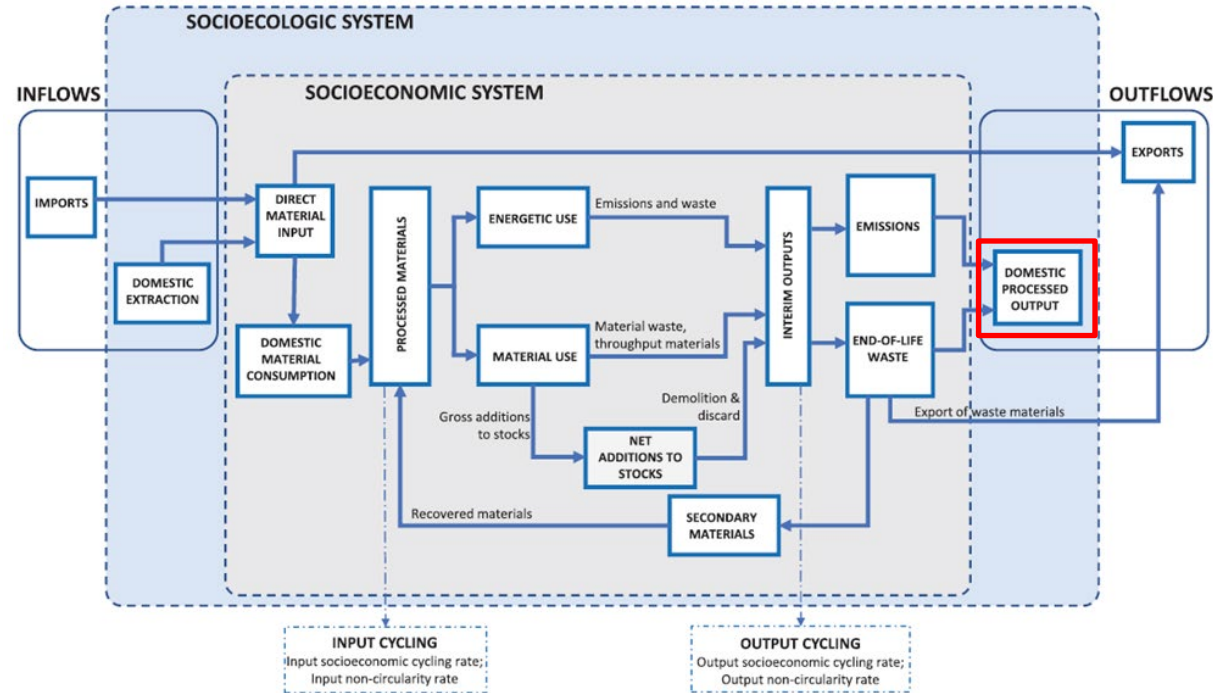 SOCIOECOLOGIC SYSTEM
SOCIOECONOMIC SYSTEM
INFLOWS
OUTFLOWS
IMPORTS
DOMESTIC
EXTRACTION
DIRECT
MATERIAL
INPUT
DOMESTIC
MATERIAL
CONSUMPTION
PROCESSED MATERIALS
ENERGETIC USE
Emissions and waste
MATERIAL USE
Material waste,
throughput materials
Gross additions
to stocks
NET
ADDITIONS TO
STOCKS
Demolition &
discard
Recovered materials
SECONDARY
MATERIALS
INTERIM OUTPUTS
EMISSIONS
END-OF-LIFE
WASTE
Export of waste materials
EXPORTS
DOMESTIC
PROCESSED
OUTPUT
INPUT CYCLING
Input socioeconomic cycling rate;
Input non-circularity rate
OUTPUT CYCLING
Output socioeconomic cycling rate;
Output non-circularity rate